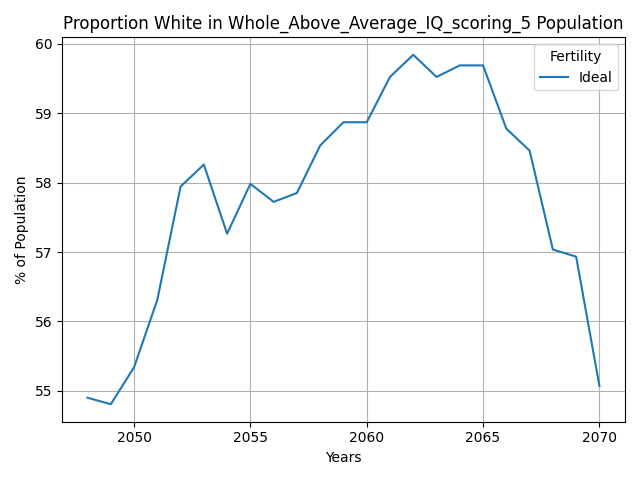 Proportion White in Whole_Above_Average_IQ_scoring_5 Population
Fertility
Ideal
% of Population
60
59
58
57
56
55
2050 2055 2060 2065 2070
Years